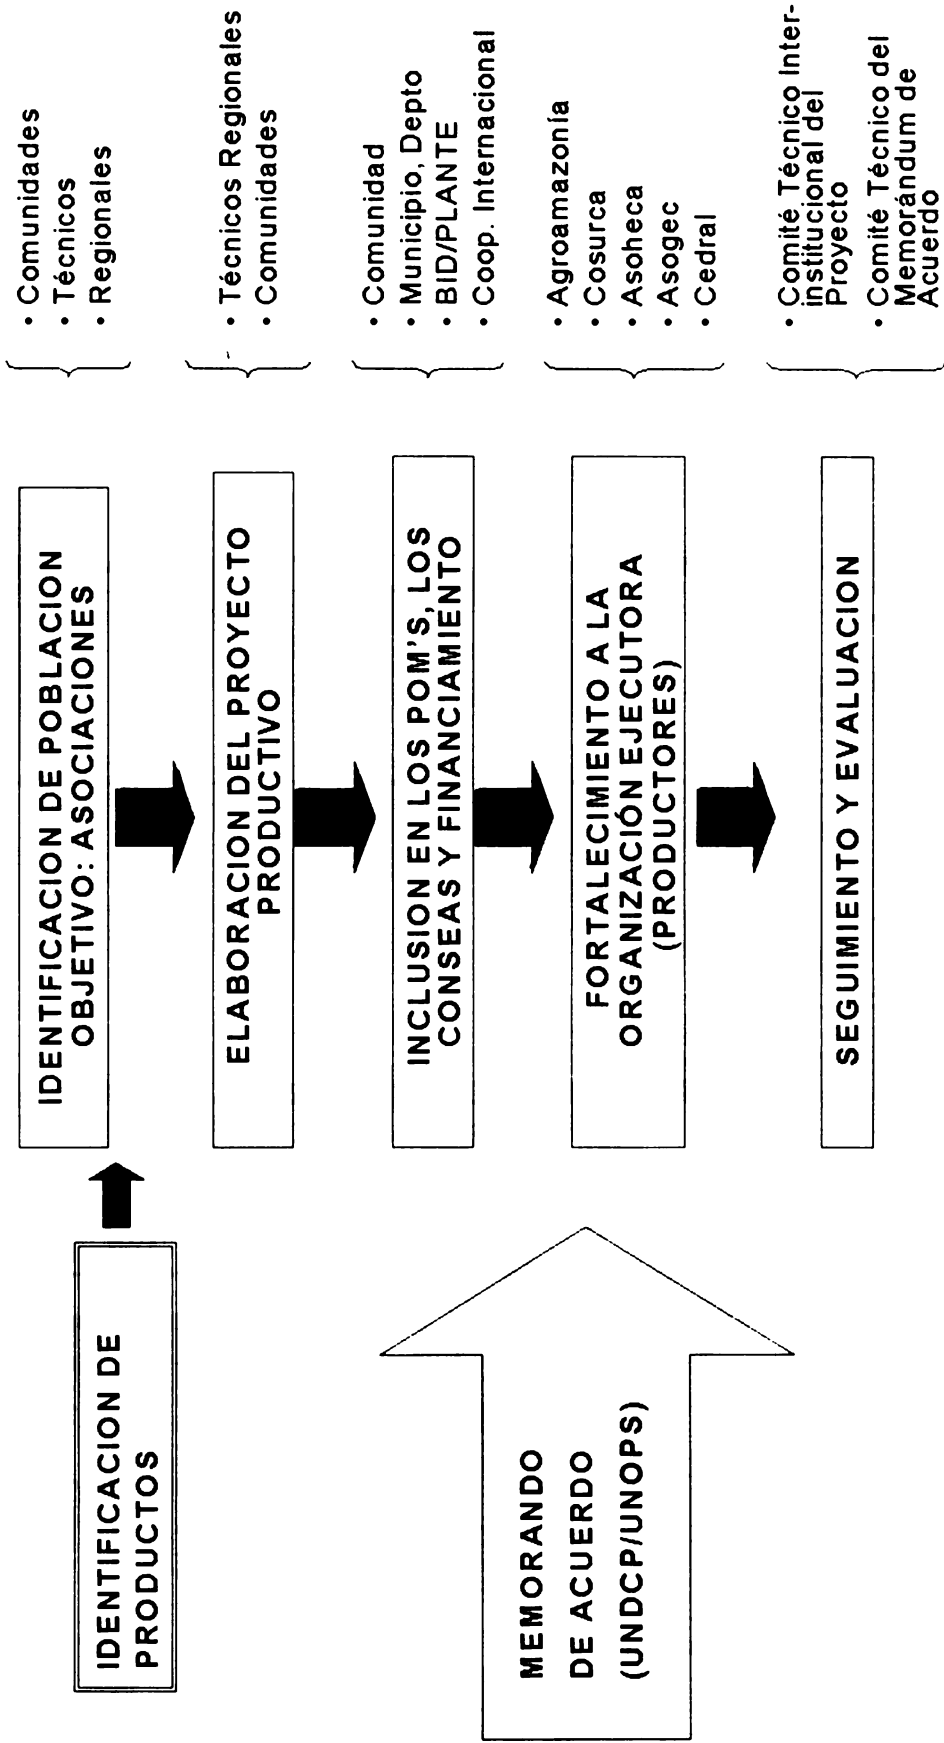 IDENTIFICACION DE
PRODUCTOS
IDENTIFICACION DE POBLACION
OBJETIVO: ASOCIACIONES
• Comunidades
• Técnicos
• Regionales
ELABORACION DEL PROYECTO
PRODUCTIVO
• Técnicos Regionales
• Comunidades
INCLUSION EN LOS POM'S, LOS
CONSEAS Y FINANCIAMIENTO
• Comunidad
• Municipio, Depto
BID/PLANTE
• Coop. Internacional
MEMORANDO
DE ACUERDO
(UNDCP/UNOPS)
FORTALECIMIENTO A LA
ORGANIZACIÓN EJECUTORA
(PRODUCTORES)
• Agroamazonía
• Cosurca
• Asoheca
• Asogec
• Cedral
SEGUIMIENTO Y EVALUACION
• Comité Técnico Inter-
institucional del
Proyecto
• Comité Técnico del
Memorándum de
Acuerdo